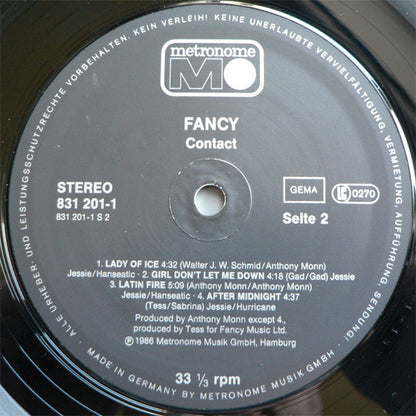 ALLE URHEBER- UND LEISTUNGSSCHUTZRECHTE VORBEHALTEN. KEIN VERLEIH! KEINE UNERLAUBTE VERVIELFÄLTIGUNG, VERMIETUNG, AUFFÜHRUNG, SENDUNG!
metronome
M
FANCY
Contact
STEREO
831 201-1
831 201-1 S 2
GEMA
LC 0270
Seite 2
1. LADY OF ICE 4:32 (Walter J. W. Schmid/Anthony Monn)
Jessie/Hanseatic · 2. GIRL DON'T LET ME DOWN 4:18 (Gad/Gad) Jessie
3. LATIN FIRE 5:09 (Anthony Monn/Anthony Monn)
Jessie/Hanseatic · 4. AFTER MIDNIGHT 4:37
(Tess/Sabrina) Jessie/Hurricane
Produced by Anthony Monn except 4.,
produced by Tess for Fancy Music Ltd.
Ⓟ 1986 Metronome Musik GmbH, Hamburg
33 1/3 rpm
· MADE IN GERMANY BY METRONOME MUSIK GMBH ·